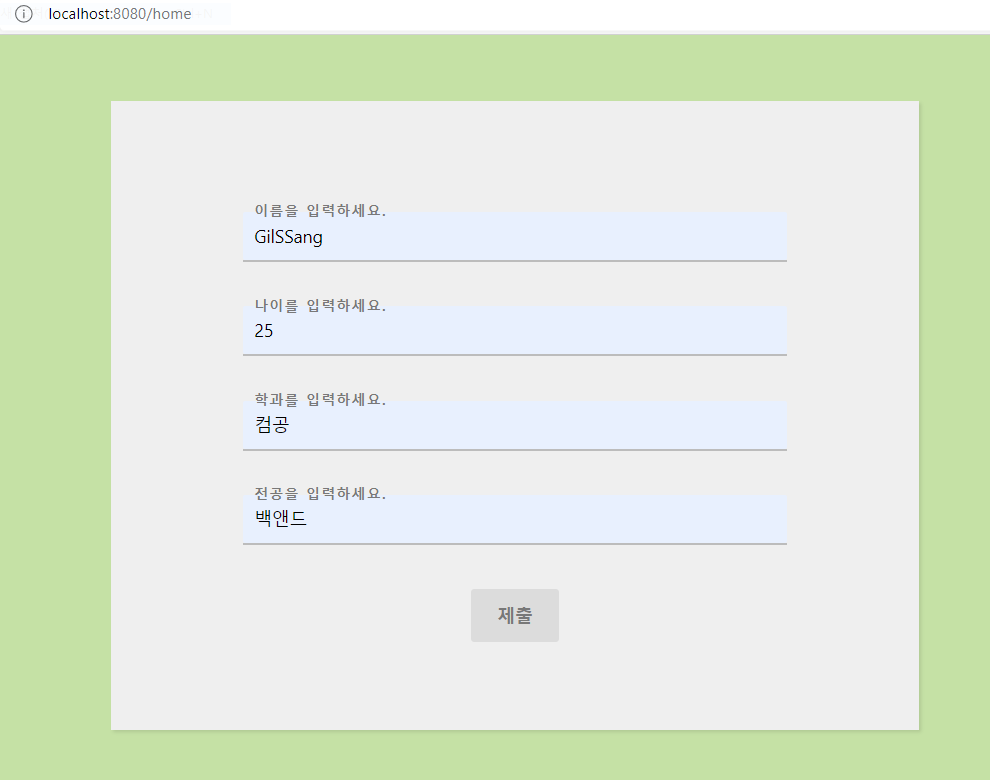 localhost:8080/home
이름을 입력하세요.
GilSSang
나이를 입력하세요.
25
학과를 입력하세요.
컴공
전공을 입력하세요.
백앤드
제출